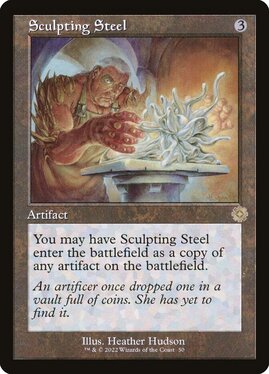 Sculpting Steel
3
Artifact
You may have Sculpting Steel
enter the battlefield as a copy of
any artifact on the battlefield.
An artificer once dropped one in a
vault full of coins. She has yet to
find it.
Illus. Heather Hudson
™ & © 2022 Wizards of the Coast 50